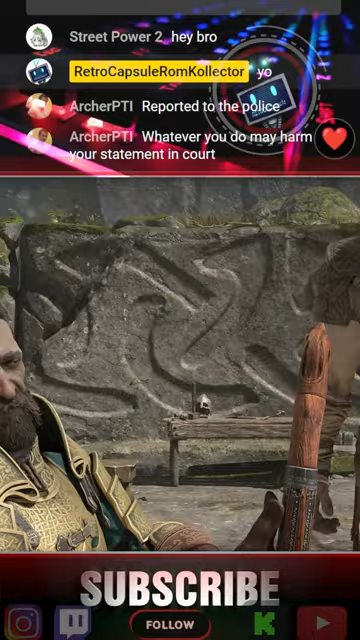 Street Power 2 hey bro
RetroCapsuleRomKollector yo
ArcherPTI Reported to the police
ArcherPTI Whatever you do may harm
your statement in court
SUBSCRIBE
FOLLOW